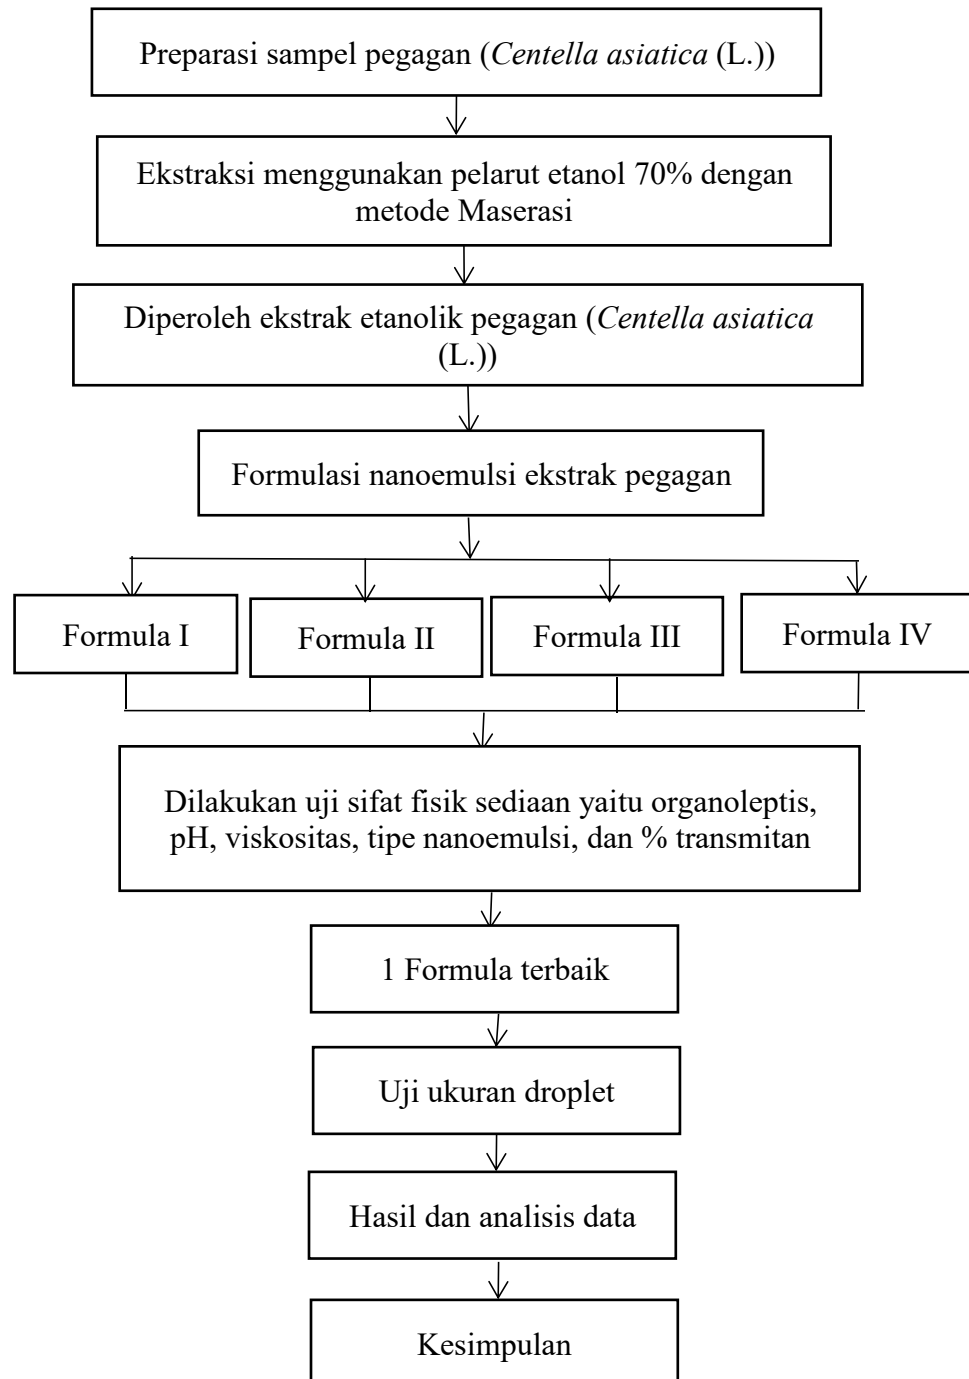 Preparasi sampel pegagan (Centella asiatica (L.))
Ekstraksi menggunakan pelarut etanol 70% dengan
metode Maserasi
Diperoleh ekstrak etanolik pegagan (Centella asiatica
(L.))
Formulasi nanoemulsi ekstrak pegagan
Formula I
Formula II
Formula III
Formula IV
Dilakukan uji sifat fisik sediaan yaitu organoleptis,
pH, viskositas, tipe nanoemulsi, dan % transmitan
1 Formula terbaik
Uji ukuran droplet
Hasil dan analisis data
Kesimpulan